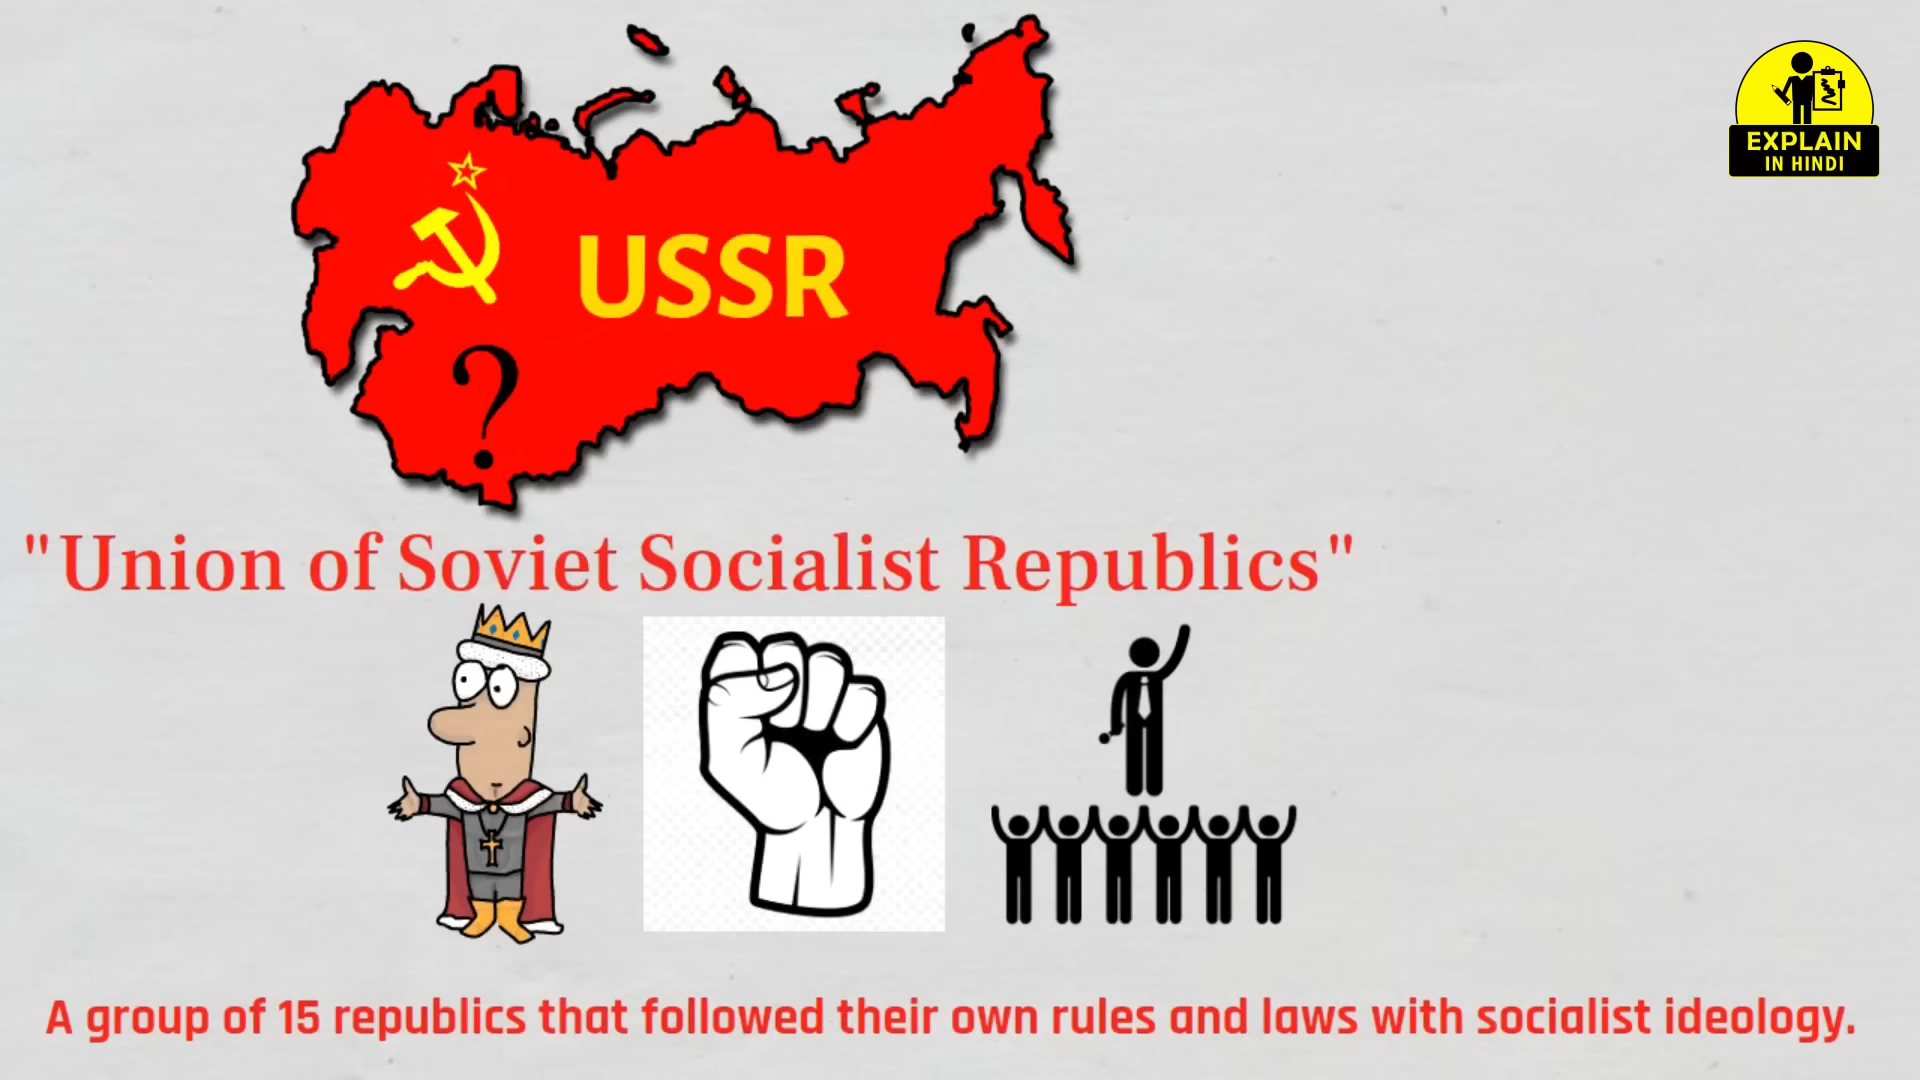 EXPLAIN
IN HINDI
USSR
?
"Union of Soviet Socialist Republics"
A group of 15 republics that followed their own rules and laws with socialist ideology.